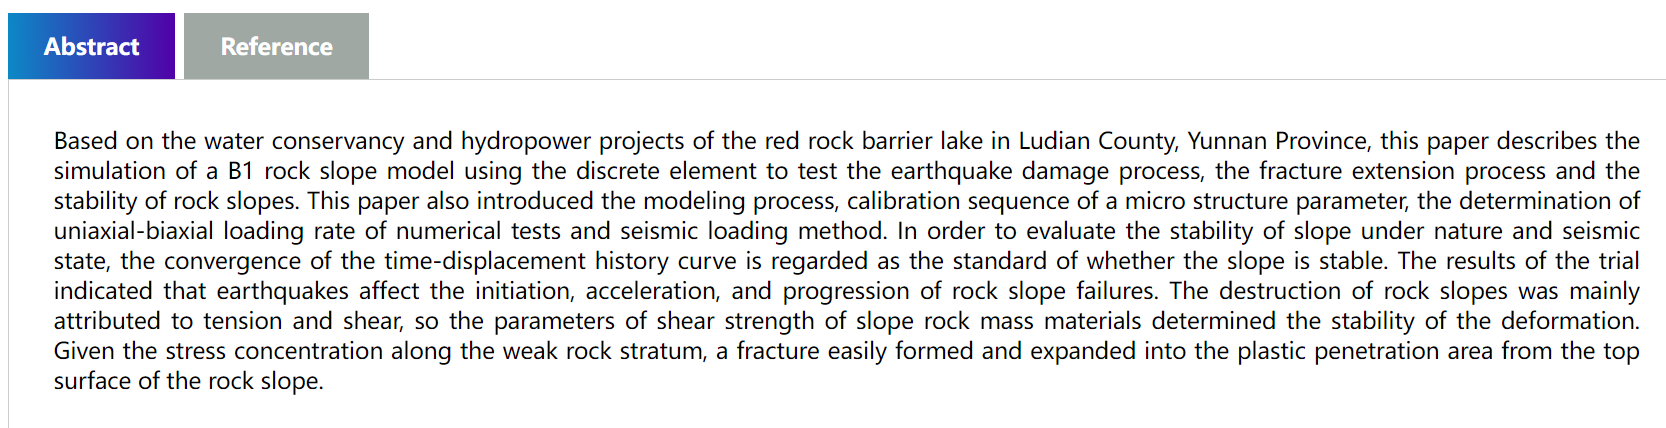 Abstract
Reference
Based on the water conservancy and hydropower projects of the red rock barrier lake in Ludian County, Yunnan Province, this paper describes the
simulation of a B1 rock slope model using the discrete element to test the earthquake damage process, the fracture extension process and the
stability of rock slopes. This paper also introduced the modeling process, calibration sequence of a micro structure parameter, the determination of
uniaxial-biaxial loading rate of numerical tests and seismic loading method. In order to evaluate the stability of slope under nature and seismic
state, the convergence of the time-displacement history curve is regarded as the standard of whether the slope is stable. The results of the trial
indicated that earthquakes affect the initiation, acceleration, and progression of rock slope failures. The destruction of rock slopes was mainly
attributed to tension and shear, so the parameters of shear strength of slope rock mass materials determined the stability of the deformation.
Given the stress concentration along the weak rock stratum, a fracture easily formed and expanded into the plastic penetration area from the top
surface of the rock slope.